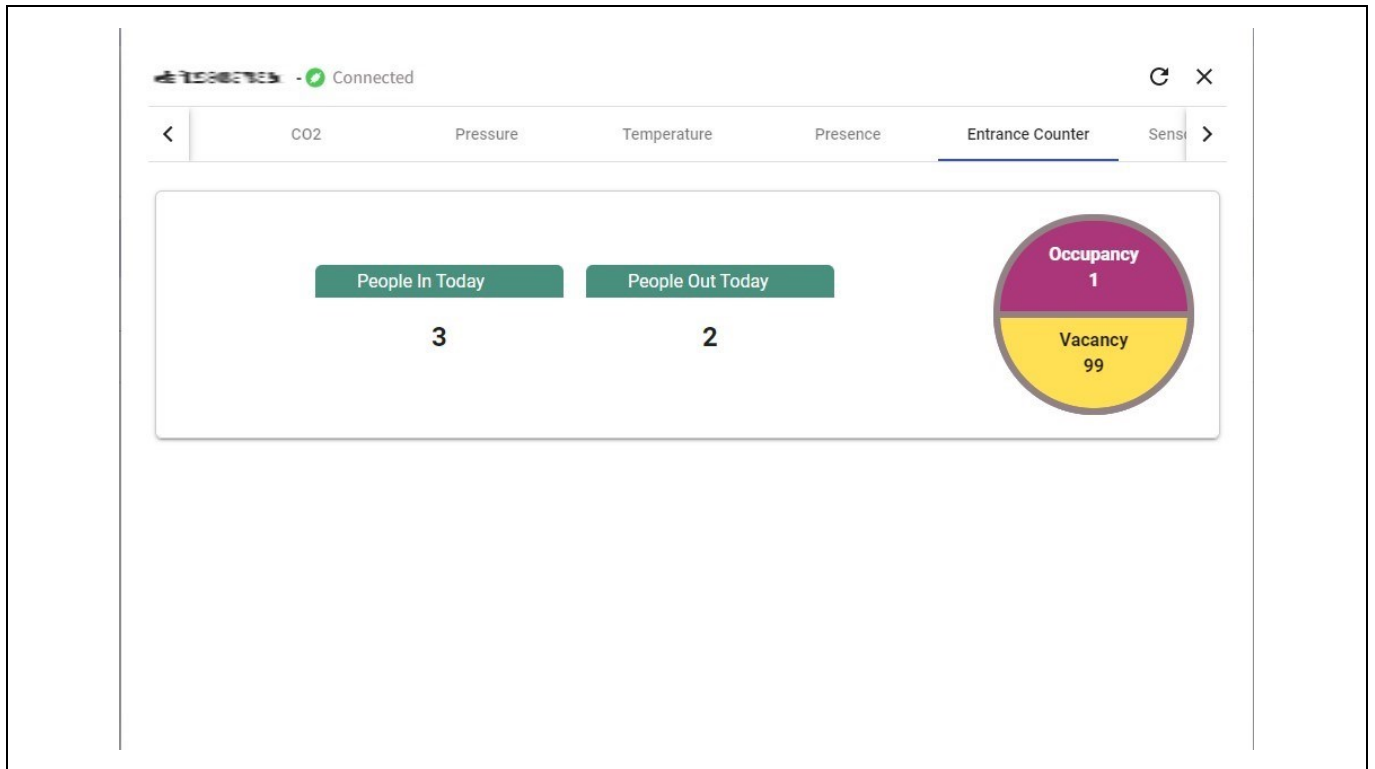 - Connected
CO2 Pressure Temperature Presence Entrance Counter
People In Today People Out Today
3 2
Occupancy
1
Vacancy
99